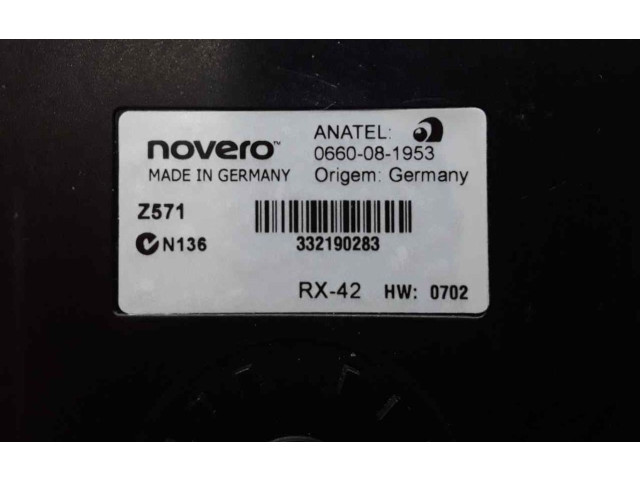 novero™
MADE IN GERMANY
ANATEL:
0660-08-1953
Origem: Germany
Z571
N136
332190283
RX-42 HW: 0702